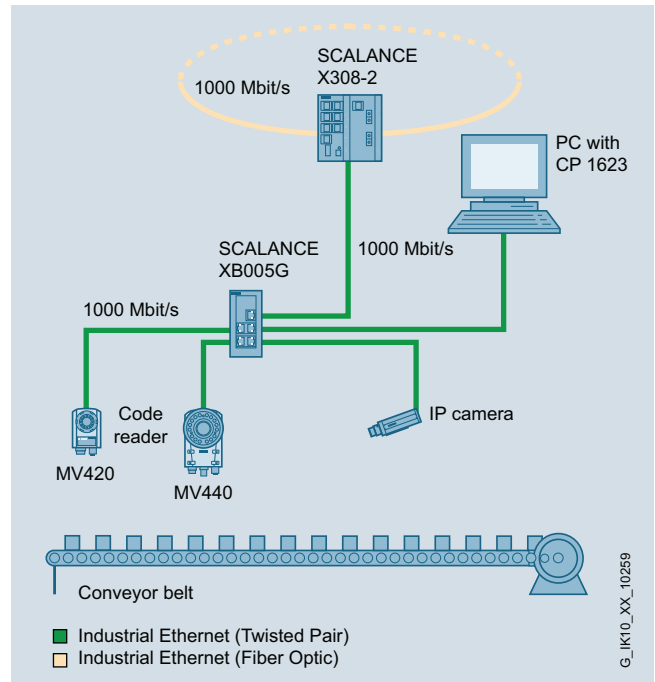 SCALANCE
X308-2
1000 Mbit/s
PC with
CP 1623
SCALANCE
XB005G
1000 Mbit/s
1000 Mbit/s
Code
reader
IP camera
MV420
MV440
Conveyor belt
Industrial Ethernet (Twisted Pair)
Industrial Ethernet (Fiber Optic)
G_IK10_XX_10259